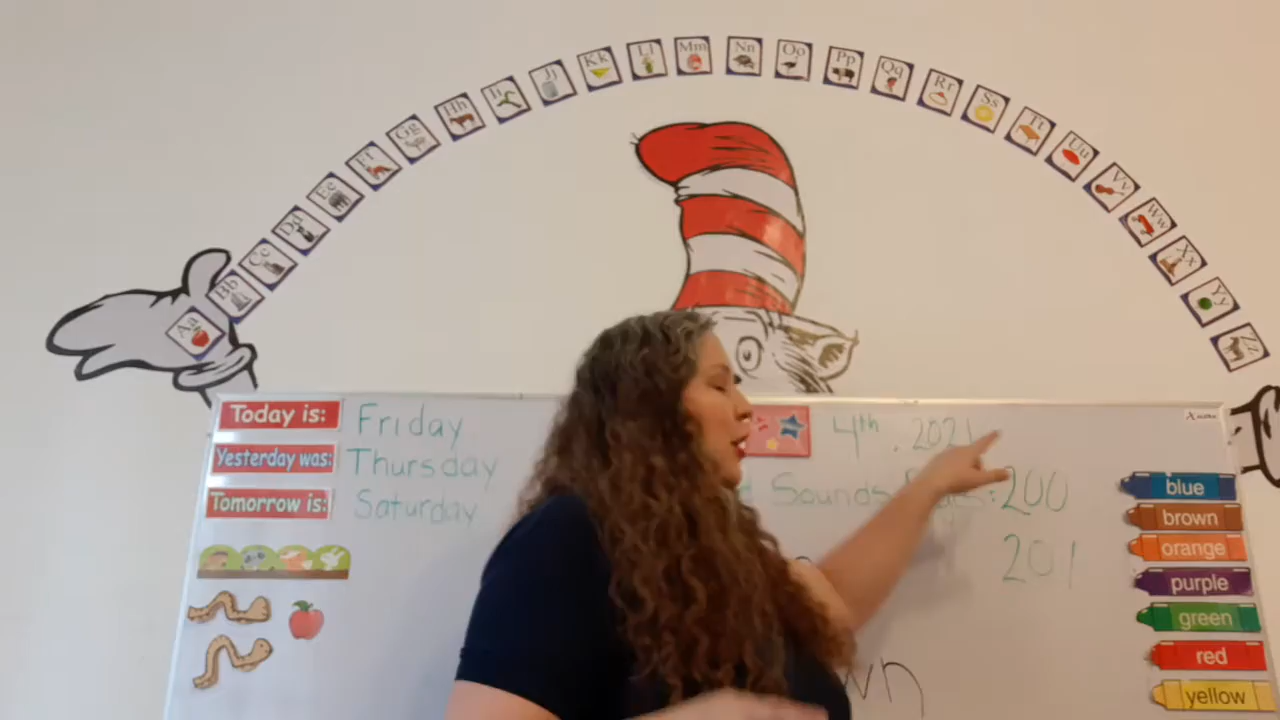 Aa
Bb
Cc
Dd
Ee
Ff
Gg
Hh
Ii
Jj
Kk
Ll
Mm
Nn
Oo
Pp
Qq
Rr
Ss
Tt
Uu
Vv
Ww
Xx
Yy
Zz
Today is: Friday
4th, 2021
Yesterday was: Thursday
Sounds
: 200
Tomorrow is: Saturday
201
wn
blue
brown
orange
purple
green
red
yellow